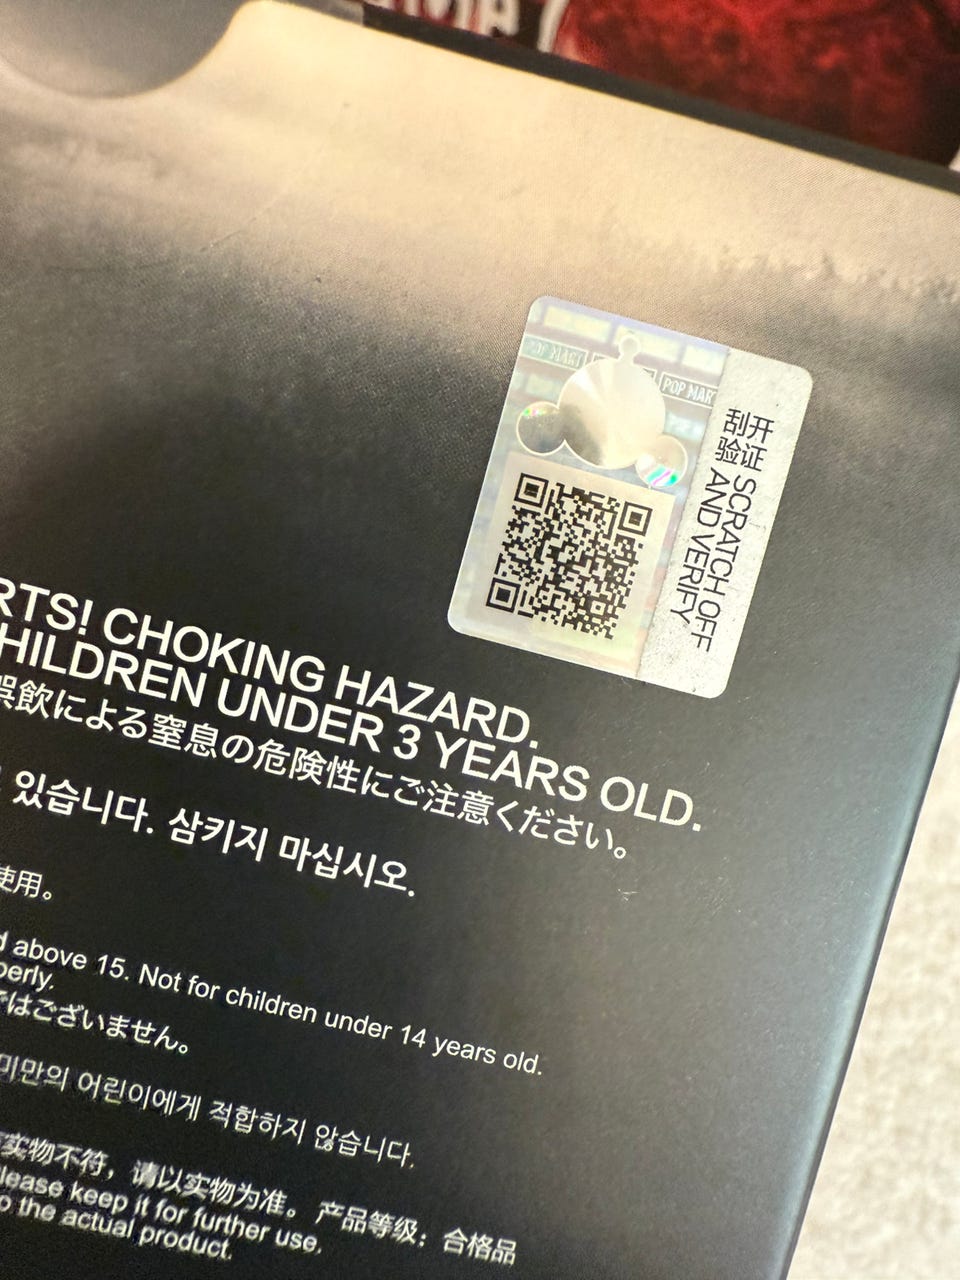 POP MART
POP MAR
刮开
验证 SCRATCH OFF
AND VERIFY
RTS! CHOKING HAZARD.
HILDREN UNDER 3 YEARS OLD.
誤飲による窒息の危険性にご注意ください。
있습니다. 삼키지 마십시오.
使用。
d above 15. Not for children under 14 years old.
perly.
ではございません。
미만의 어린이에게 적합하지 않습니다.
实物不符，请以实物为准。 产品等级：合格品
lease keep it for further use.
o the actual product.